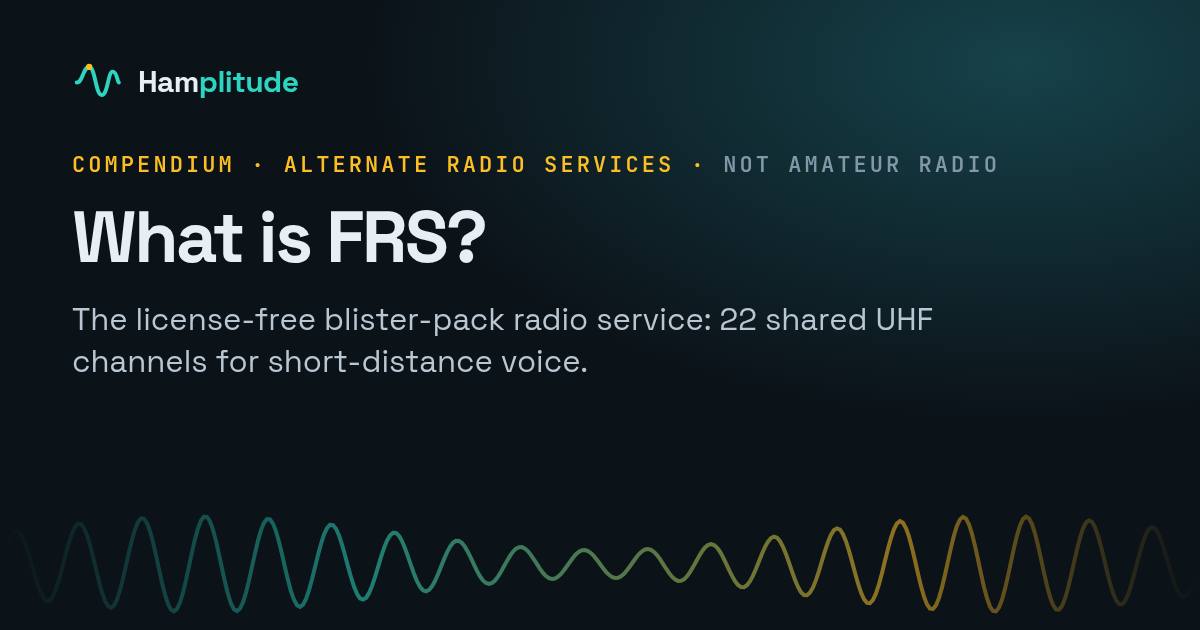 Hamplitude
COMPENDIUM · ALTERNATE RADIO SERVICES · NOT AMATEUR RADIO
What is FRS?
The license-free blister-pack radio service: 22 shared UHF
channels for short-distance voice.